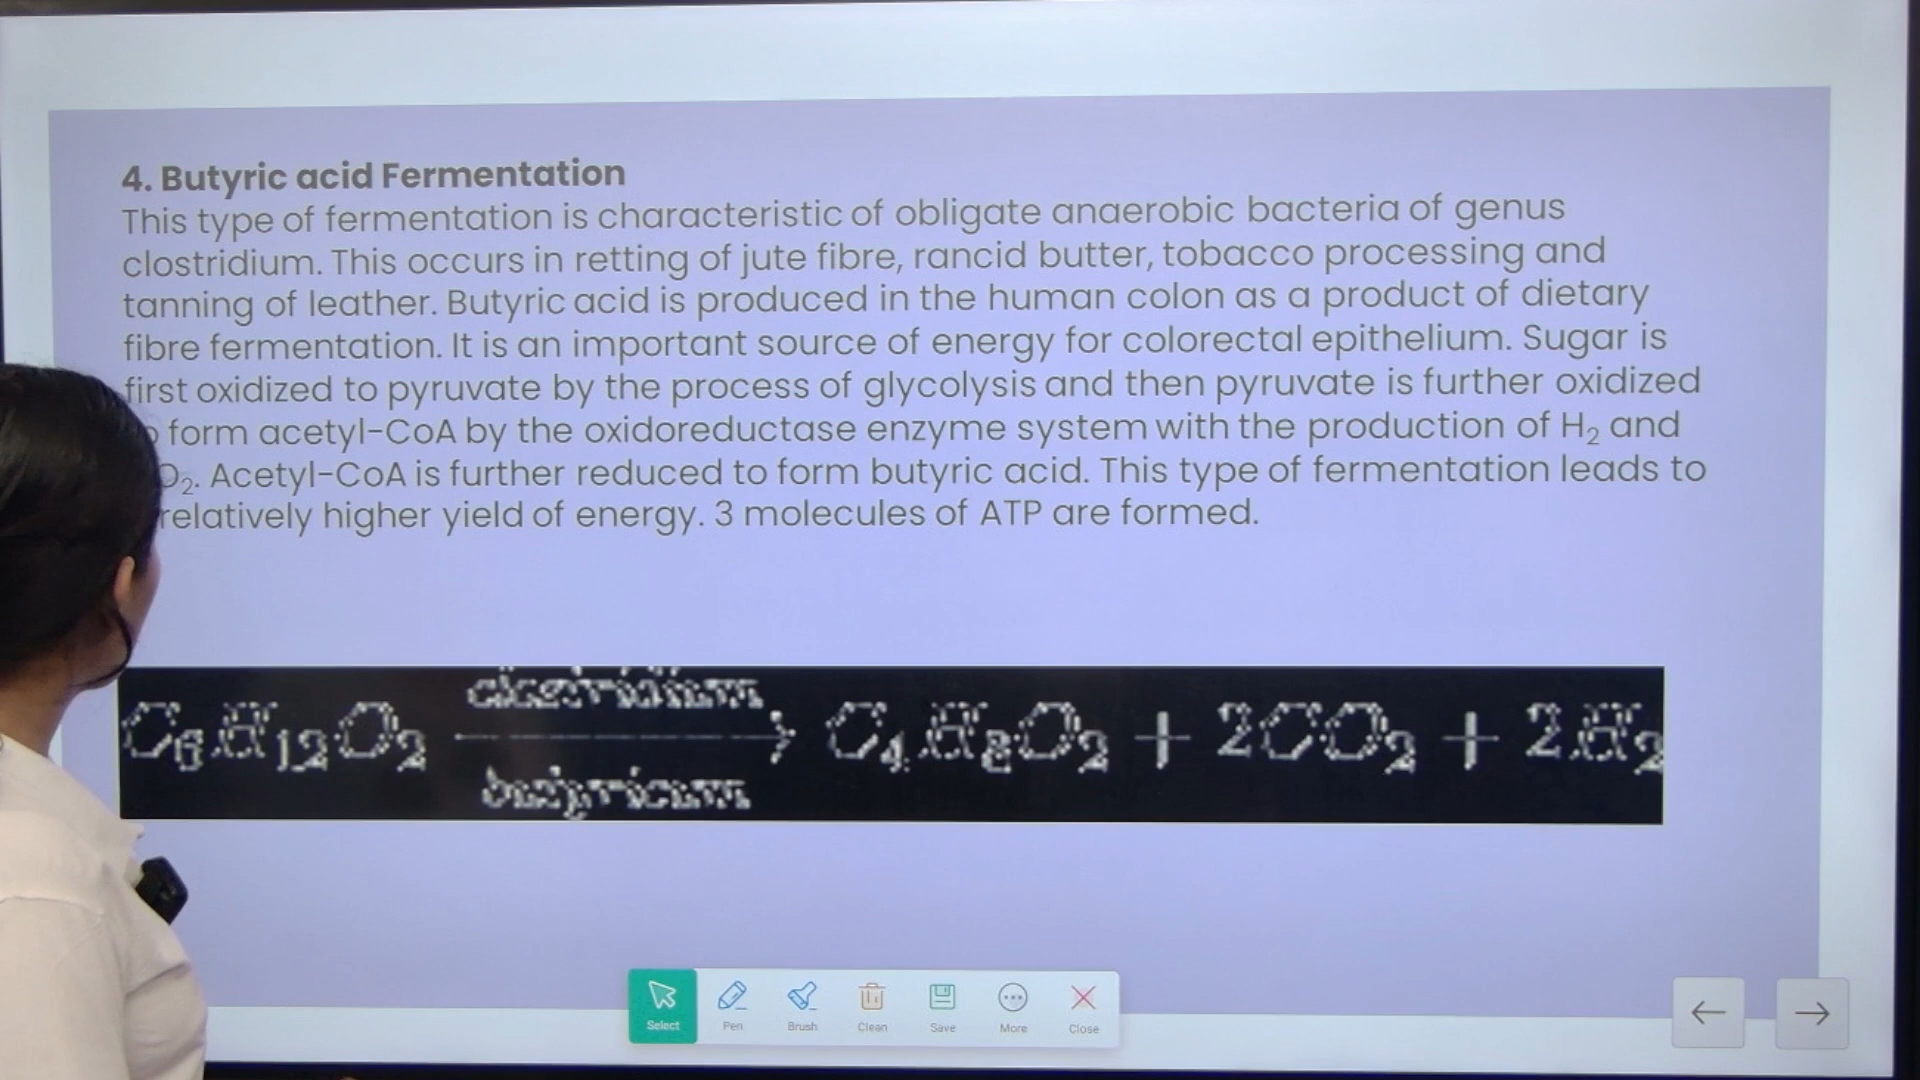 4. Butyric acid Fermentation
This type of fermentation is characteristic of obligate anaerobic bacteria of genus
clostridium. This occurs in retting of jute fibre, rancid butter, tobacco processing and
tanning of leather. Butyric acid is produced in the human colon as a product of dietary
fibre fermentation. It is an important source of energy for colorectal epithelium. Sugar is
first oxidized to pyruvate by the process of glycolysis and then pyruvate is further oxidized
form acetyl-CoA by the oxidoreductase enzyme system with the production of H₂ and
O₂. Acetyl-CoA is further reduced to form butyric acid. This type of fermentation leads to
relatively higher yield of energy. 3 molecules of ATP are formed.
clostridium
C₆H₁₂O₂ → C₄H₈O₂ + 2CO₂ + 2H₂
butyricum
Select Pen Brush Clean Save More Close